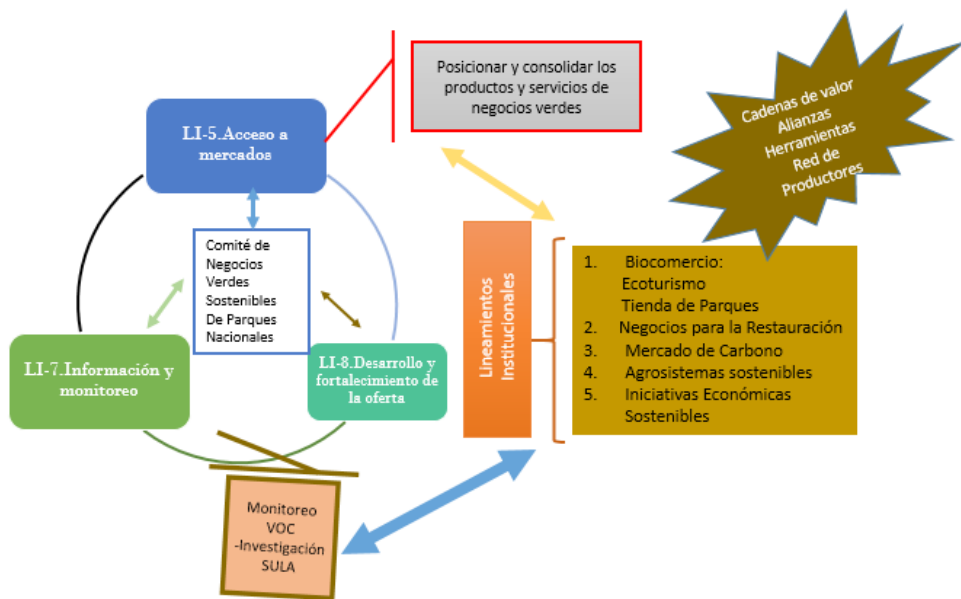 Posicionar y consolidar los
productos y servicios de
negocios verdes
Cadenas de valor
Alianzas
Herramientas
Red de
Productores
LI-5.Acceso a
mercados
Comité de
Negocios
Verdes
Sostenibles
De Parques
Nacionales
LI-7.Información y
monitoreo
LI-8.Desarrollo y
fortalecimiento de
la oferta
Lineamientos
Institucionales
1. Biocomercio:
Ecoturismo
Tienda de Parques
2. Negocios para la Restauración
3. Mercado de Carbono
4. Agrosistemas sostenibles
5. Iniciativas Económicas
Sostenibles
Monitoreo
VOC
-Investigación
SULA